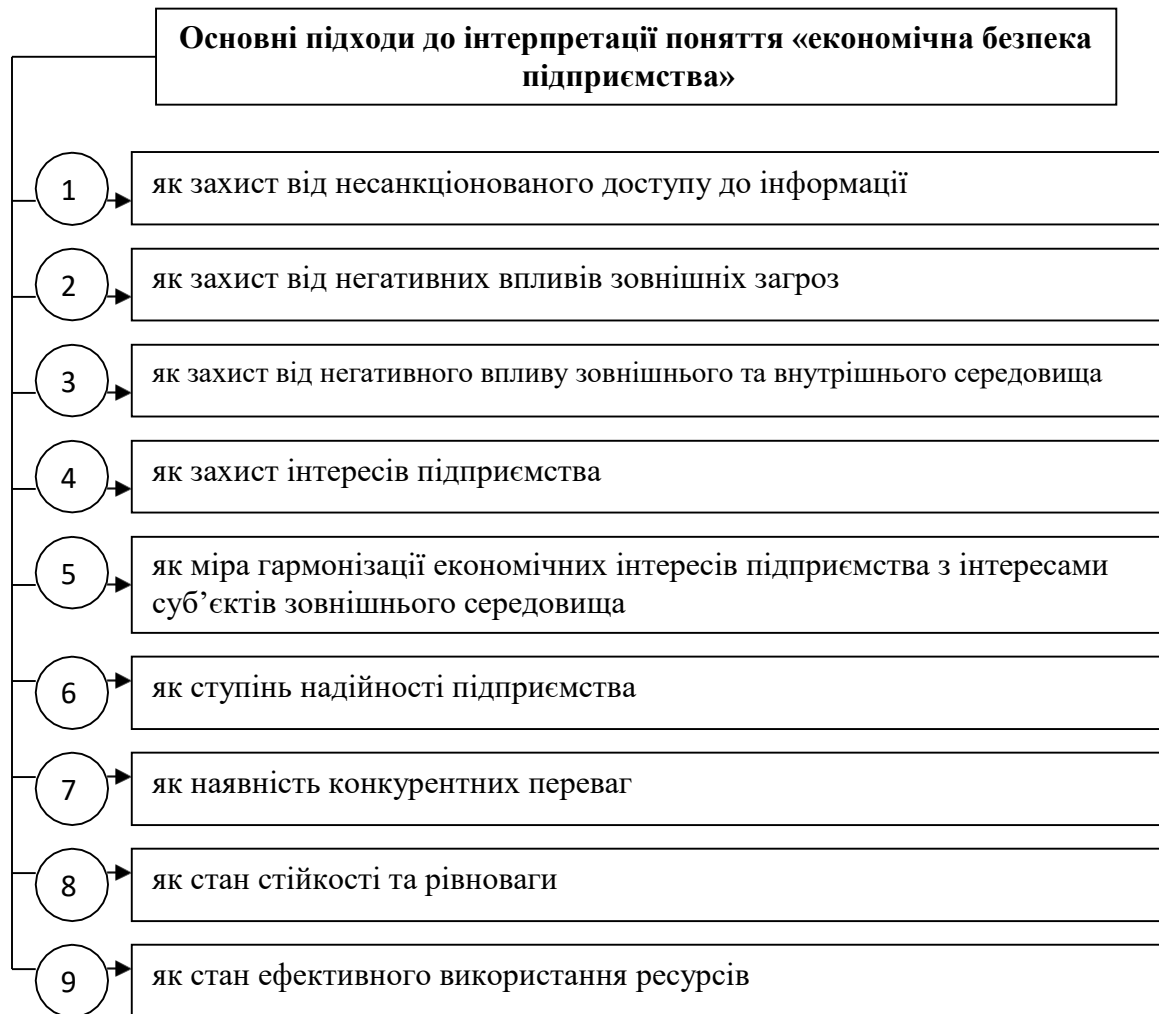 Основні підходи до інтерпретації поняття «економічна безпека
підприємства»
1
як захист від несанкціонованого доступу до інформації
2
як захист від негативних впливів зовнішніх загроз
3
як захист від негативного впливу зовнішнього та внутрішнього середовища
4
як захист інтересів підприємства
5
як міра гармонізації економічних інтересів підприємства з інтересами
суб’єктів зовнішнього середовища
6
як ступінь надійності підприємства
7
як наявність конкурентних переваг
8
як стан стійкості та рівноваги
9
як стан ефективного використання ресурсів